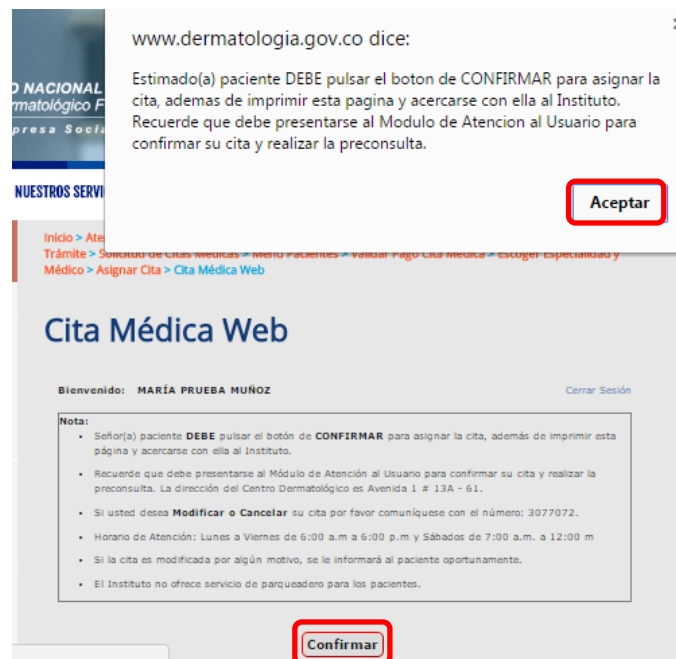 www.dermatologia.gov.co dice:
Estimado(a) paciente DEBE pulsar el boton de CONFIRMAR para asignar la
cita, ademas de imprimir esta pagina y acercarse con ella al Instituto.
Recuerde que debe presentarse al Modulo de Atencion al Usuario para
confirmar su cita y realizar la preconsulta.
Aceptar
O NACIONAL
rmatológico F
presa Socia
NUESTROS SERVI
Inicio > Ate
Trámite > Solicitud de Citas Médicas > Menú Pacientes > Validar Pago Cita Médica > Escoger Especialidad y
Médico > Asignar Cita > Cita Médica Web
Cita Médica Web
Bienvenido: MARÍA PRUEBA MUÑOZ
Cerrar Sesión
Nota:
• Señor(a) paciente DEBE pulsar el botón de CONFIRMAR para asignar la cita, además de imprimir esta
página y acercarse con ella al Instituto.
• Recuerde que debe presentarse al Módulo de Atención al Usuario para confirmar su cita y realizar la
preconsulta. La dirección del Centro Dermatológico es Avenida 1 # 13A - 61.
• Si usted desea Modificar o Cancelar su cita por favor comuníquese con el número: 3077072.
• Horario de Atención: Lunes a Viernes de 6:00 a.m a 6:00 p.m y Sábados de 7:00 a.m. a 12:00 m
• Si la cita es modificada por algún motivo, se le informará al paciente oportunamente.
• El Instituto no ofrece servicio de parqueadero para los pacientes.
Confirmar